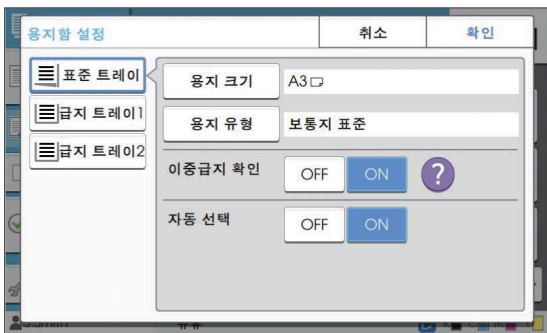 용지함 설정 취소 확인
표준 트레이 용지 크기 A3
급지 트레이1 용지 유형 보통지 표준
급지 트레이2
이중급지 확인 OFF ON ?
자동 선택 OFF ON